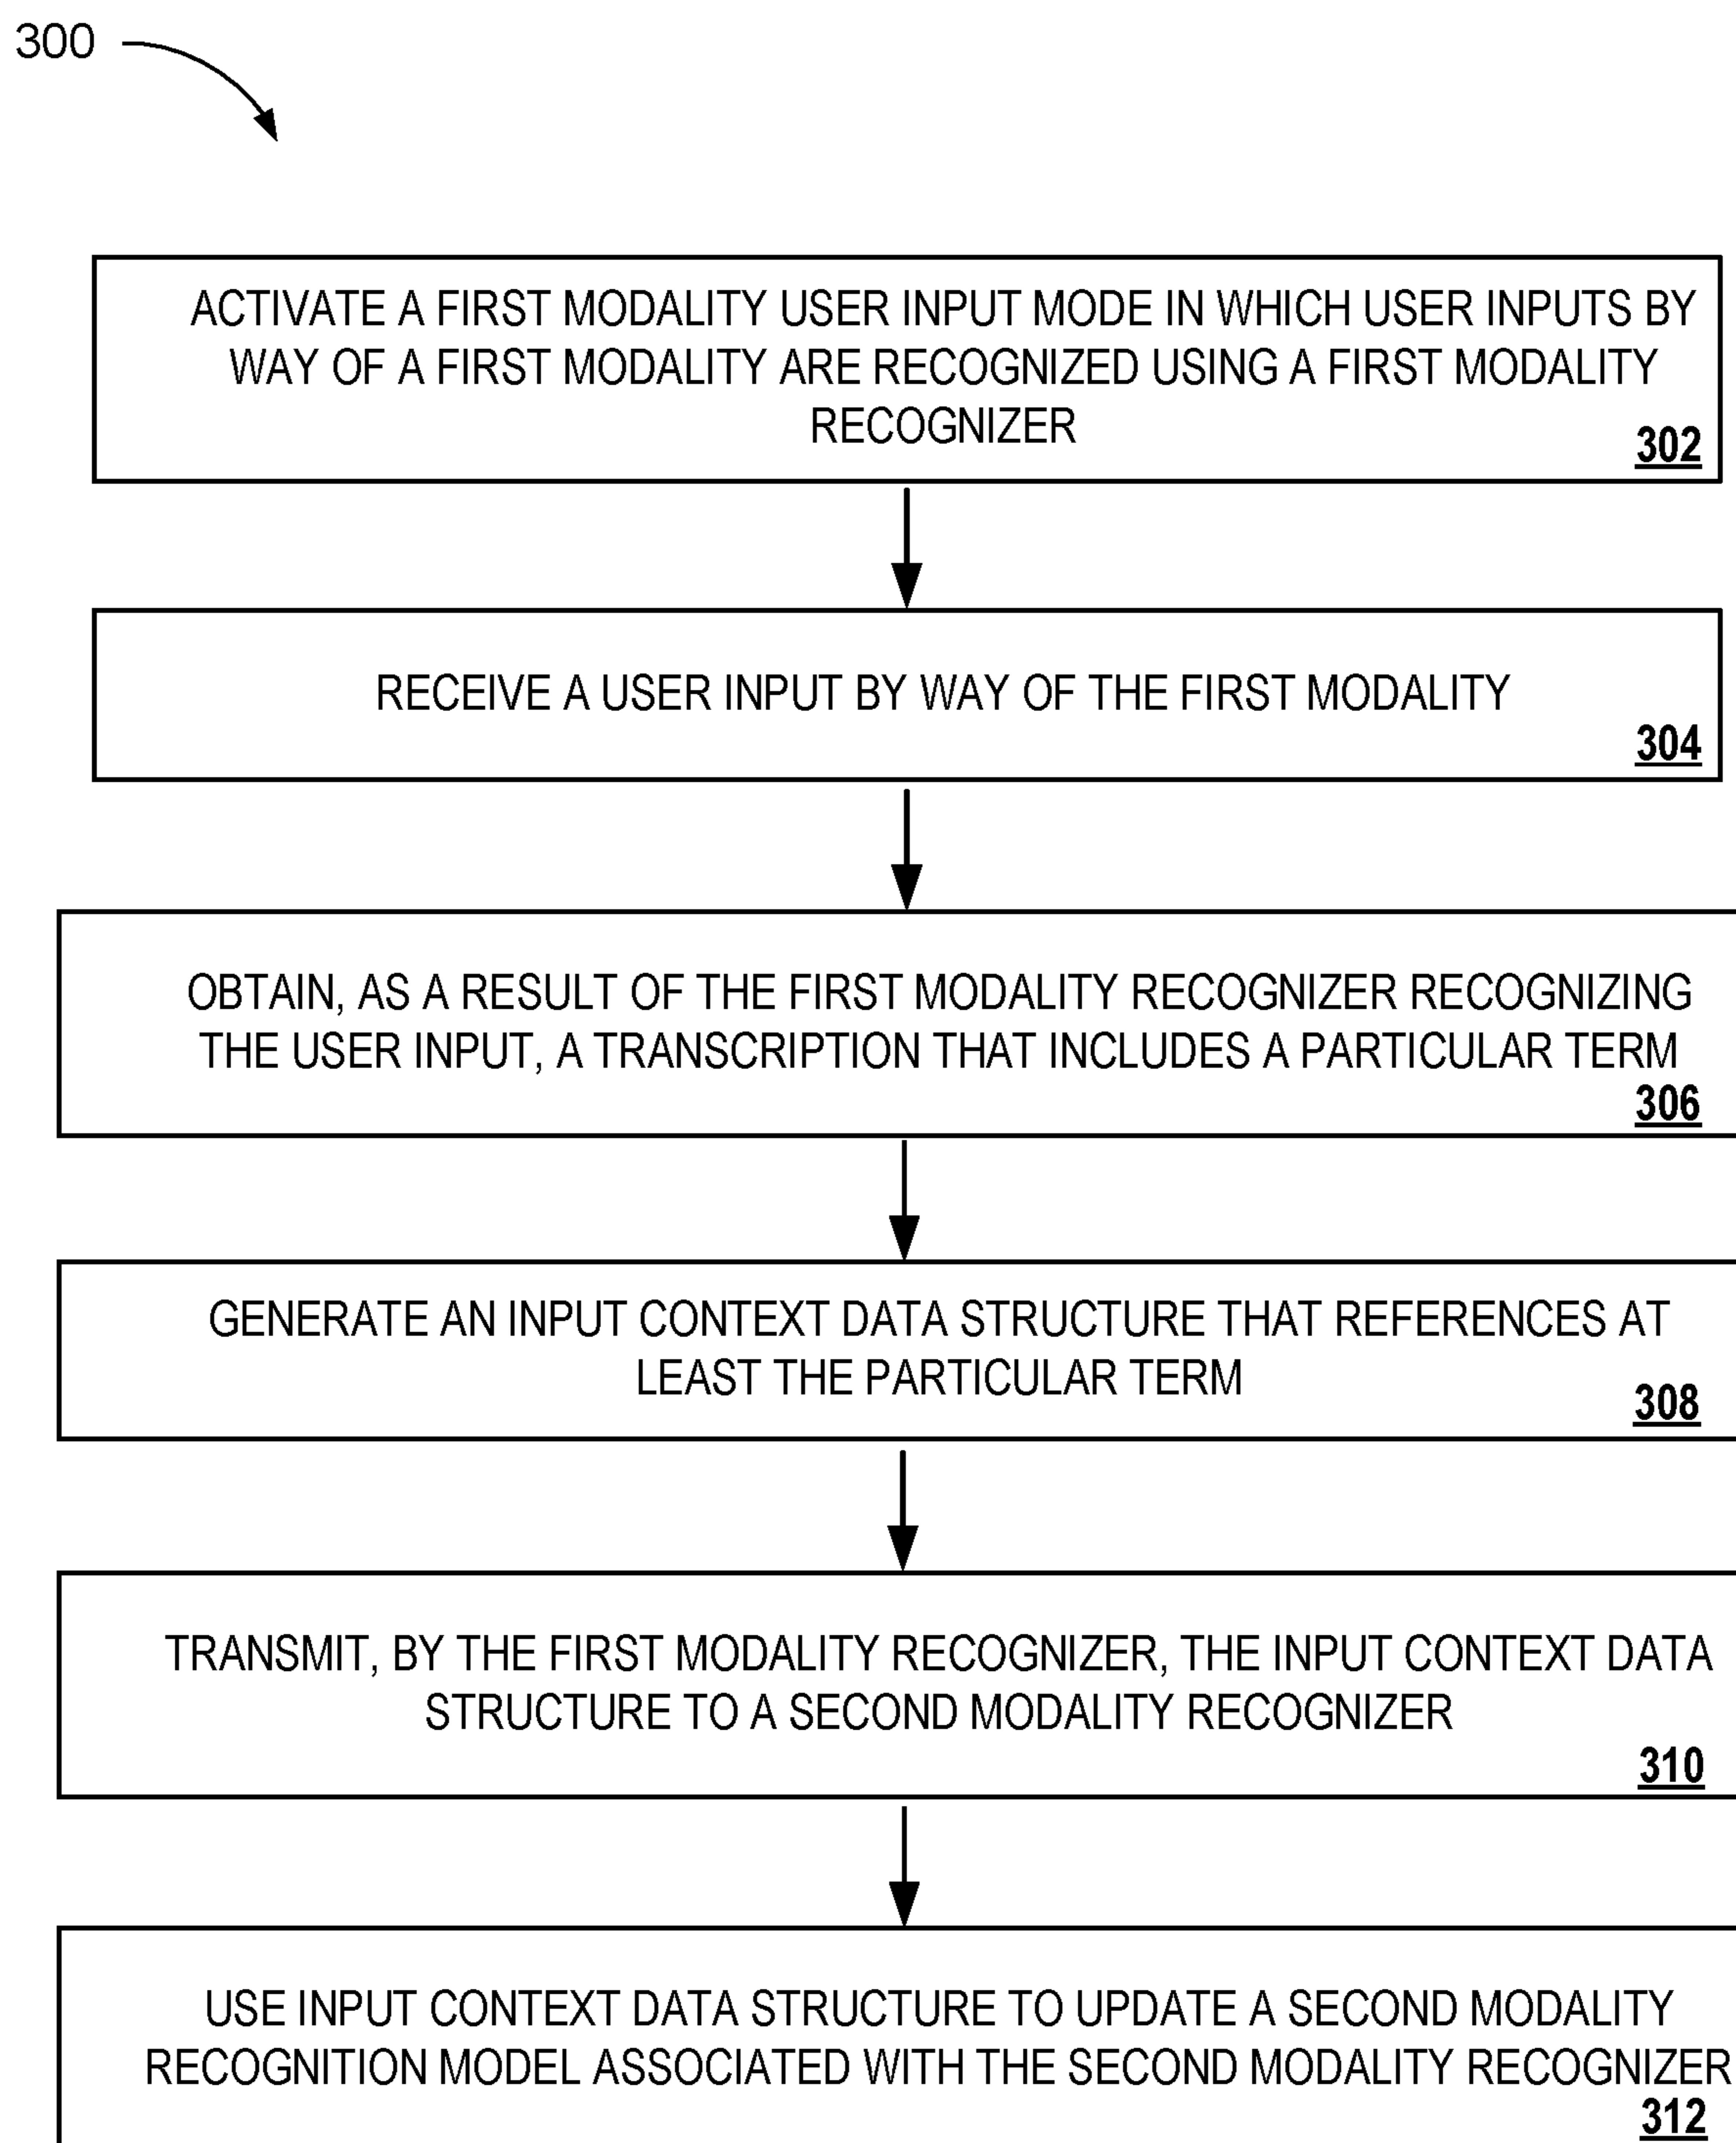 300
ACTIVATE A FIRST MODALITY USER INPUT MODE IN WHICH USER INPUTS BY
WAY OF A FIRST MODALITY ARE RECOGNIZED USING A FIRST MODALITY
RECOGNIZER
302
RECEIVE A USER INPUT BY WAY OF THE FIRST MODALITY
304
OBTAIN, AS A RESULT OF THE FIRST MODALITY RECOGNIZER RECOGNIZING
THE USER INPUT, A TRANSCRIPTION THAT INCLUDES A PARTICULAR TERM
306
GENERATE AN INPUT CONTEXT DATA STRUCTURE THAT REFERENCES AT
LEAST THE PARTICULAR TERM
308
TRANSMIT, BY THE FIRST MODALITY RECOGNIZER, THE INPUT CONTEXT DATA
STRUCTURE TO A SECOND MODALITY RECOGNIZER
310
USE INPUT CONTEXT DATA STRUCTURE TO UPDATE A SECOND MODALITY
RECOGNITION MODEL ASSOCIATED WITH THE SECOND MODALITY RECOGNIZER
312